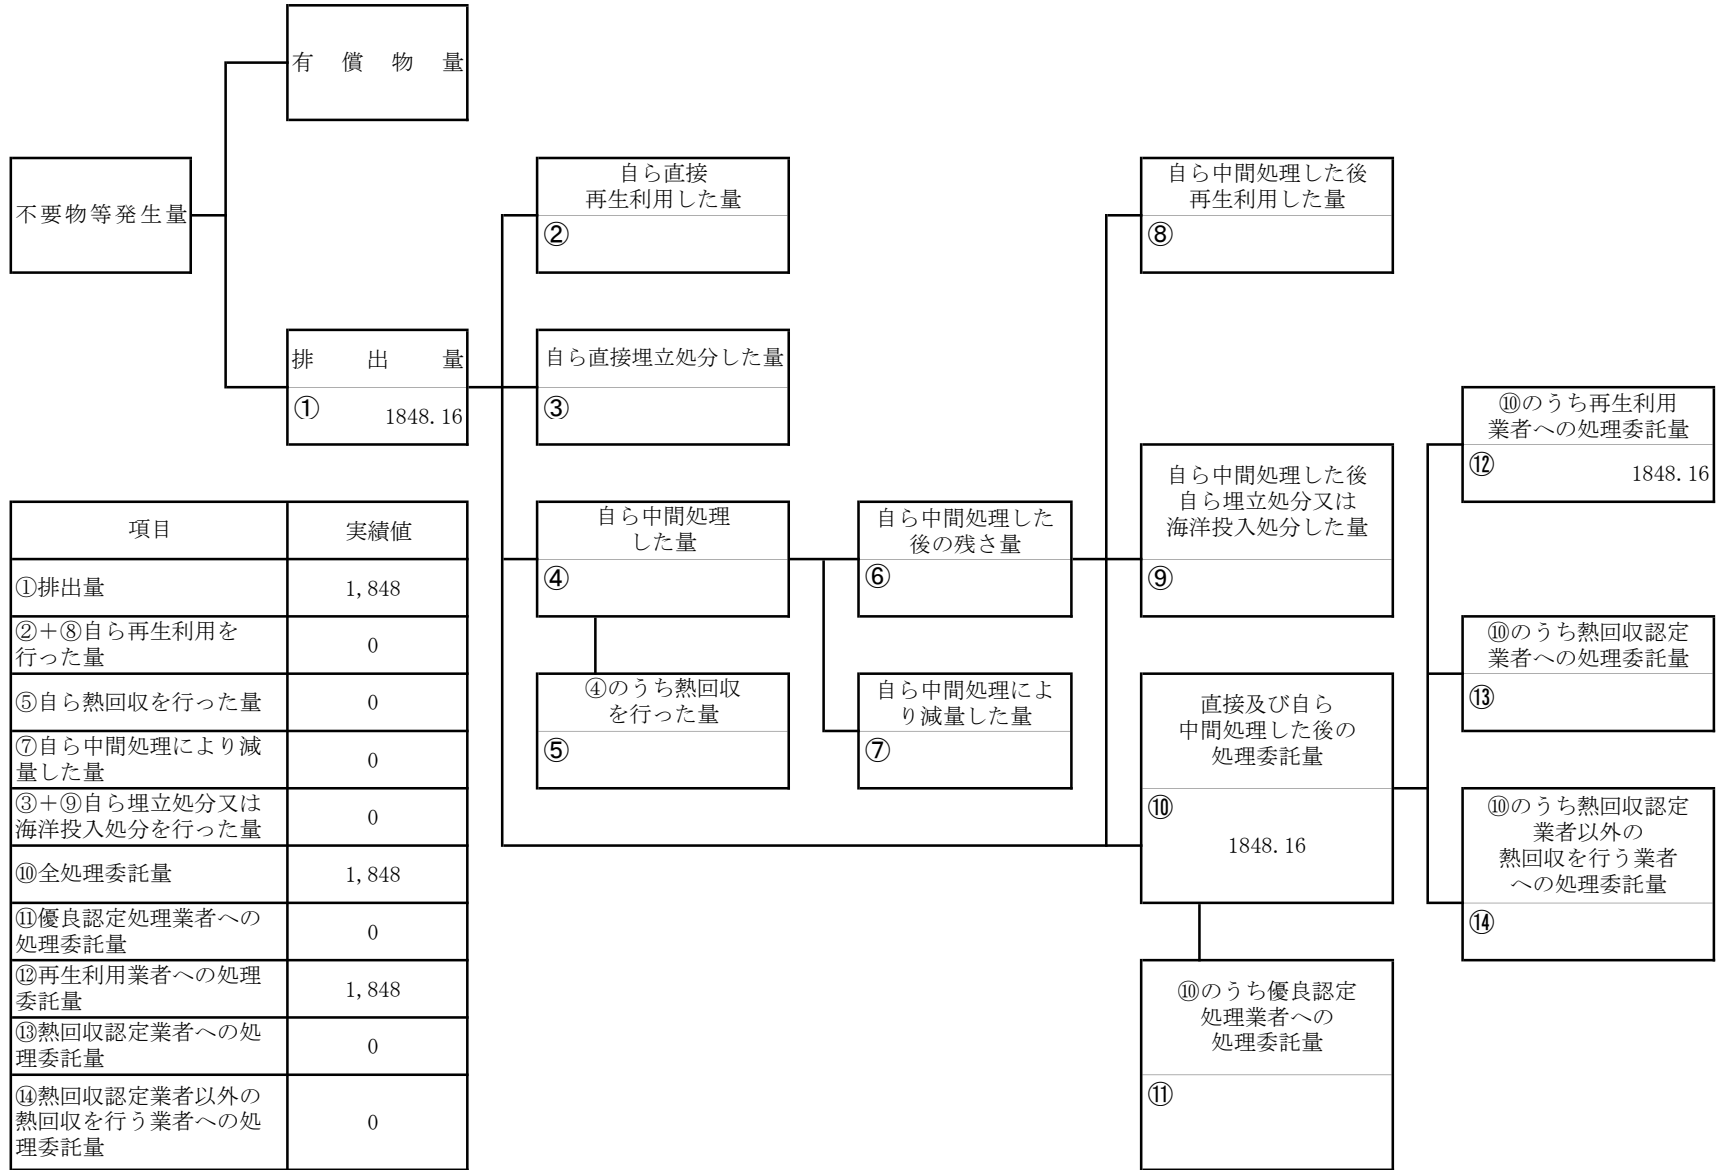 有償物量
不要物等発生量
排出量
①
1848.16
自ら直接
再生利用した量
②
自ら直接埋立処分した量
③
自ら中間処理
した量
④
④のうち熱回収
を行った量
⑤
自ら中間処理した
後の残さ量
⑥
自ら中間処理によ
り減量した量
⑦
自ら中間処理した後
再生利用した量
⑧
自ら中間処理した後
自ら埋立処分又は
海洋投入処分した量
⑨
直接及び自ら
中間処理した後の
処理委託量
⑩
1848.16
⑩のうち優良認定
処理業者への
処理委託量
⑪
⑩のうち再生利用
業者への処理委託量
⑫
1848.16
⑩のうち熱回収認定
業者への処理委託量
⑬
⑩のうち熱回収認定
業者以外の
熱回収を行う業者
への処理委託量
⑭
項目 実績値
①排出量 1,848
②＋⑧自ら再生利用を
行った量 0
⑤自ら熱回収を行った量 0
⑦自ら中間処理により減
量した量 0
③＋⑨自ら埋立処分又は
海洋投入処分を行った量 0
⑩全処理委託量 1,848
⑪優良認定処理業者への
処理委託量 0
⑫再生利用業者への処理
委託量 1,848
⑬熱回収認定業者への処
理委託量 0
⑭熱回収認定業者以外の
熱回収を行う業者への処
理委託量 0